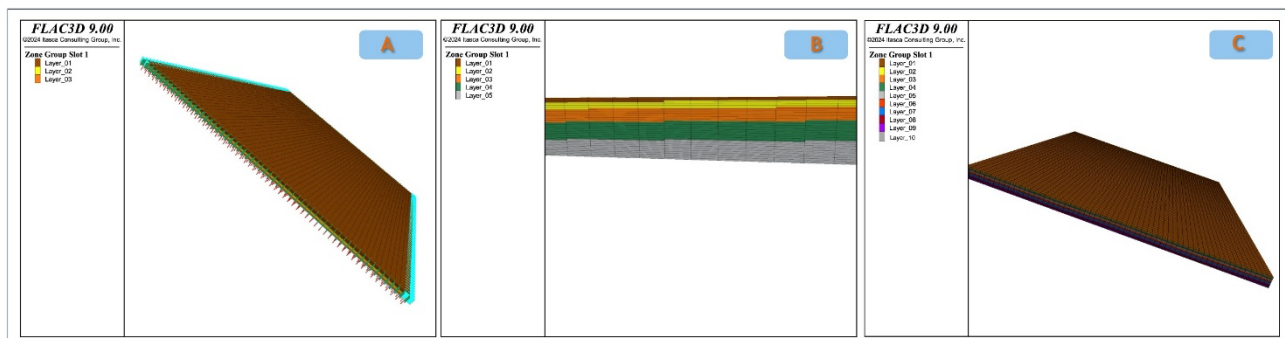 FLAC3D 9.00
©2024 Itasca Consulting Group, Inc.
Zone Group Slot 1
Layer_01
Layer_02
Layer_03
A
FLAC3D 9.00
©2024 Itasca Consulting Group, Inc.
Zone Group Slot 1
Layer_01
Layer_02
Layer_03
Layer_04
Layer_05
B
FLAC3D 9.00
©2024 Itasca Consulting Group, Inc.
Zone Group Slot 1
Layer_01
Layer_02
Layer_03
Layer_04
Layer_05
Layer_06
Layer_07
Layer_08
Layer_09
Layer_10
C